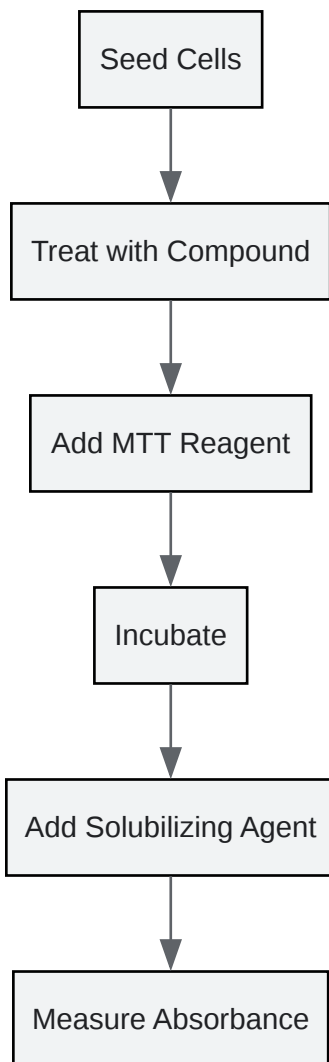 Seed Cells
Treat with Compound
Add MTT Reagent
Incubate
Add Solubilizing Agent
Measure Absorbance